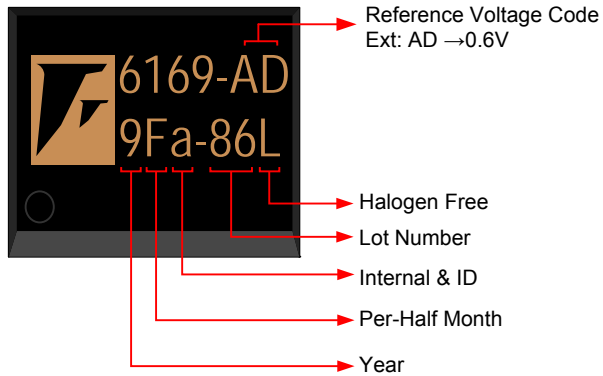 Reference Voltage Code
Ext: AD →0.6V
6169-AD
9Fa-86L
Halogen Free
Lot Number
Internal & ID
Per-Half Month
Year